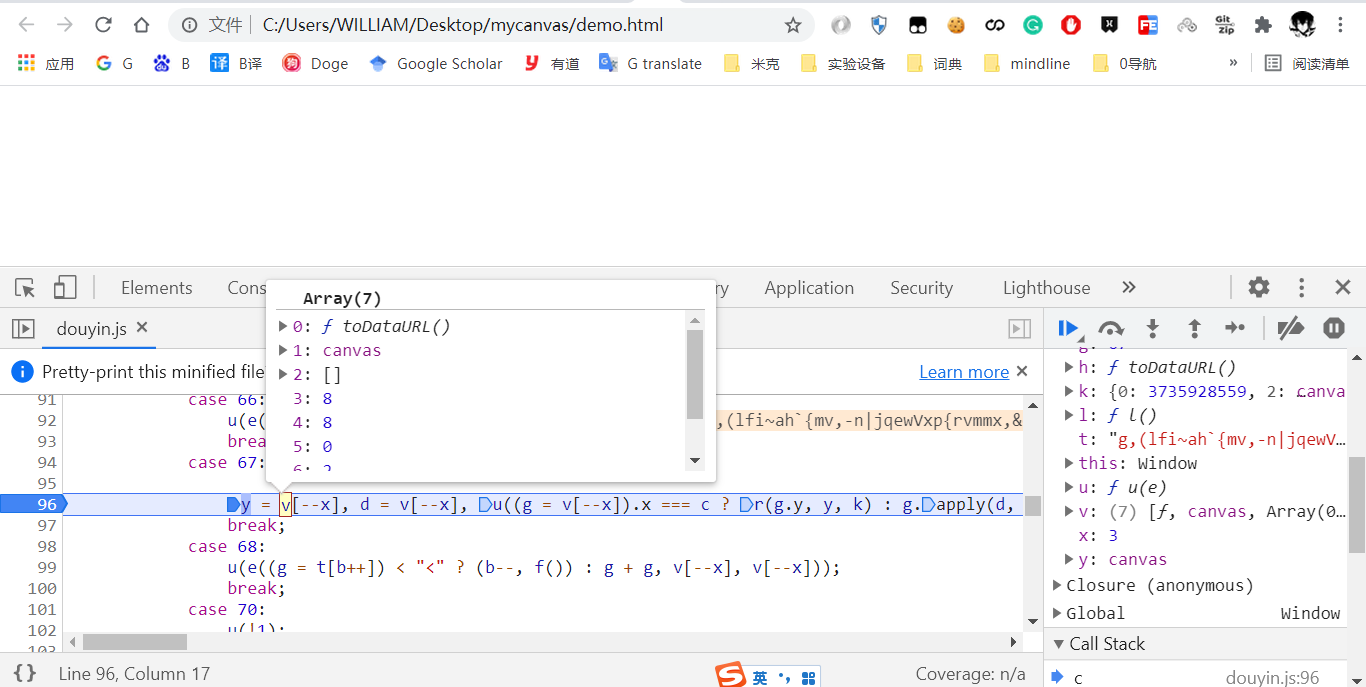 文件 C:/Users/WILLIAM/Desktop/mycanvas/demo.html
应用 G B B译 Doge Google Scholar 有道 G translate 米克 实验设备 词典 mindline 0导航 » 阅读清单
Elements Cons ry Application Security Lighthouse »
douyin.js ×
Pretty-print this minified file Learn more ×
Array(7)
0: ƒ toDataURL()
1: canvas
2: []
3: 8
4: 8
5: 0
6: 2
91 case 66:
92 u(e( ,(lfi~ah`{mv,-n|jqewVxp{rvmmx,&
93 brea
94 case 67:
95
96 y = v[--x], d = v[--x], u((g = v[--x]).x === c ? r(g.y, y, k) : g.apply(d,
97 break;
98 case 68:
99 u(e((g = t[b++]) < "<" ? (b--, f()) : g + g, v[--x], v[--x]));
100 break;
101 case 70:
102 u(!1);
103
h: ƒ toDataURL()
k: {0: 3735928559, 2: canva
l: ƒ l()
t: "g,(lfi~ah`{mv,-n|jqewV…
this: Window
u: ƒ u(e)
v: (7) [ƒ, canvas, Array(0…
x: 3
y: canvas
Closure (anonymous)
Global Window
Call Stack
c douyin.js:96
{} Line 96, Column 17 英 Coverage: n/a